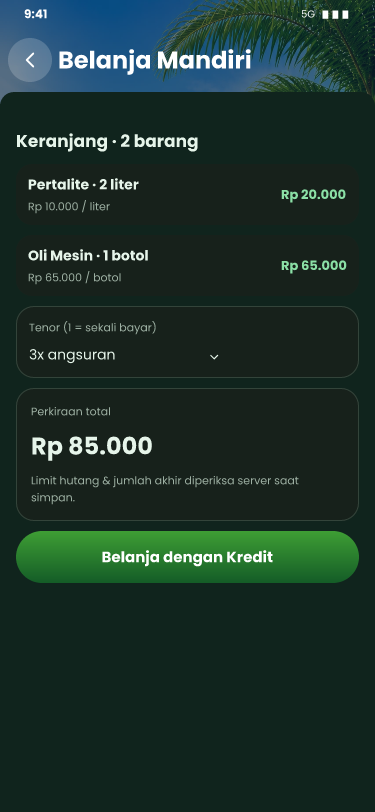 9:41
5G
Belanja Mandiri
Keranjang · 2 barang
Pertalite · 2 liter
Rp 10.000 / liter
Rp 20.000
Oli Mesin · 1 botol
Rp 65.000 / botol
Rp 65.000
Tenor (1 = sekali bayar)
3x angsuran
Perkiraan total
Rp 85.000
Limit hutang & jumlah akhir diperiksa server saat
simpan.
Belanja dengan Kredit